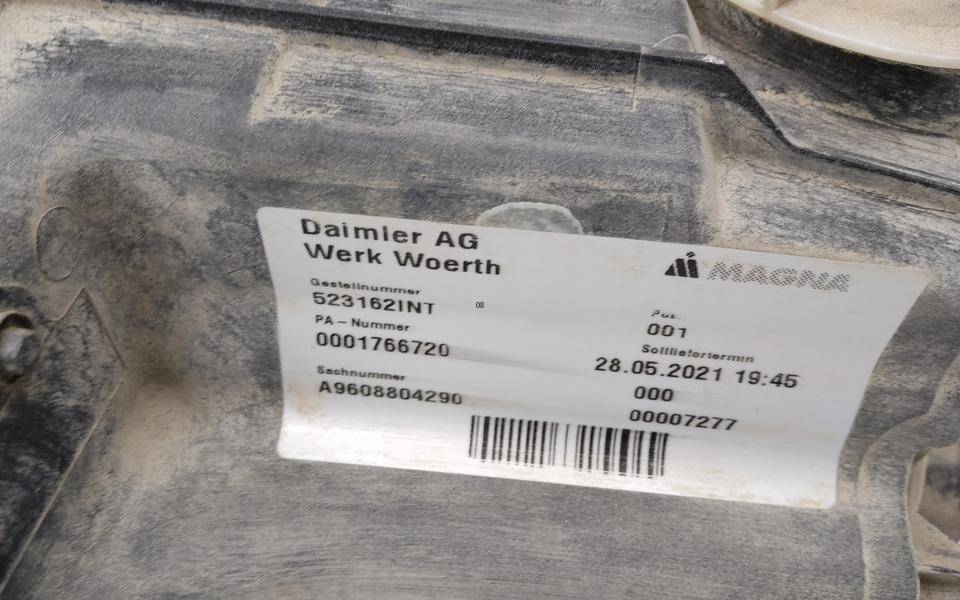 Daimler AG
Werk Woerth
MAGNA
Gestellnummer
523162INT
08
Pos.
001
PA-Nummer
0001766720
Sollliefertermin
28.05.2021 19:45
Sachnummer
A9608804290
000
00007277